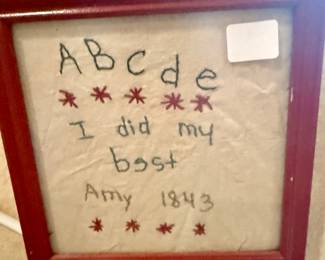 ABCde
I did my
best
Amy 1843